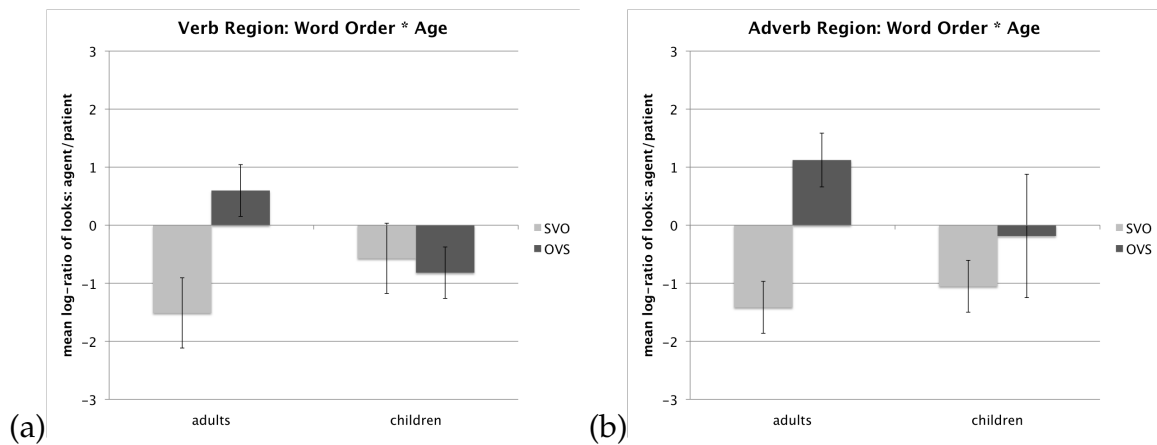 Verb Region: Word Order * Age
mean log-ratio of looks: agent/patient
3
2
1
0
-1
-2
-3
adults children
SVO
OVS
(a)
Adverb Region: Word Order * Age
mean log-ratio of looks: agent/patient
3
2
1
0
-1
-2
-3
adults children
SVO
OVS
(b)